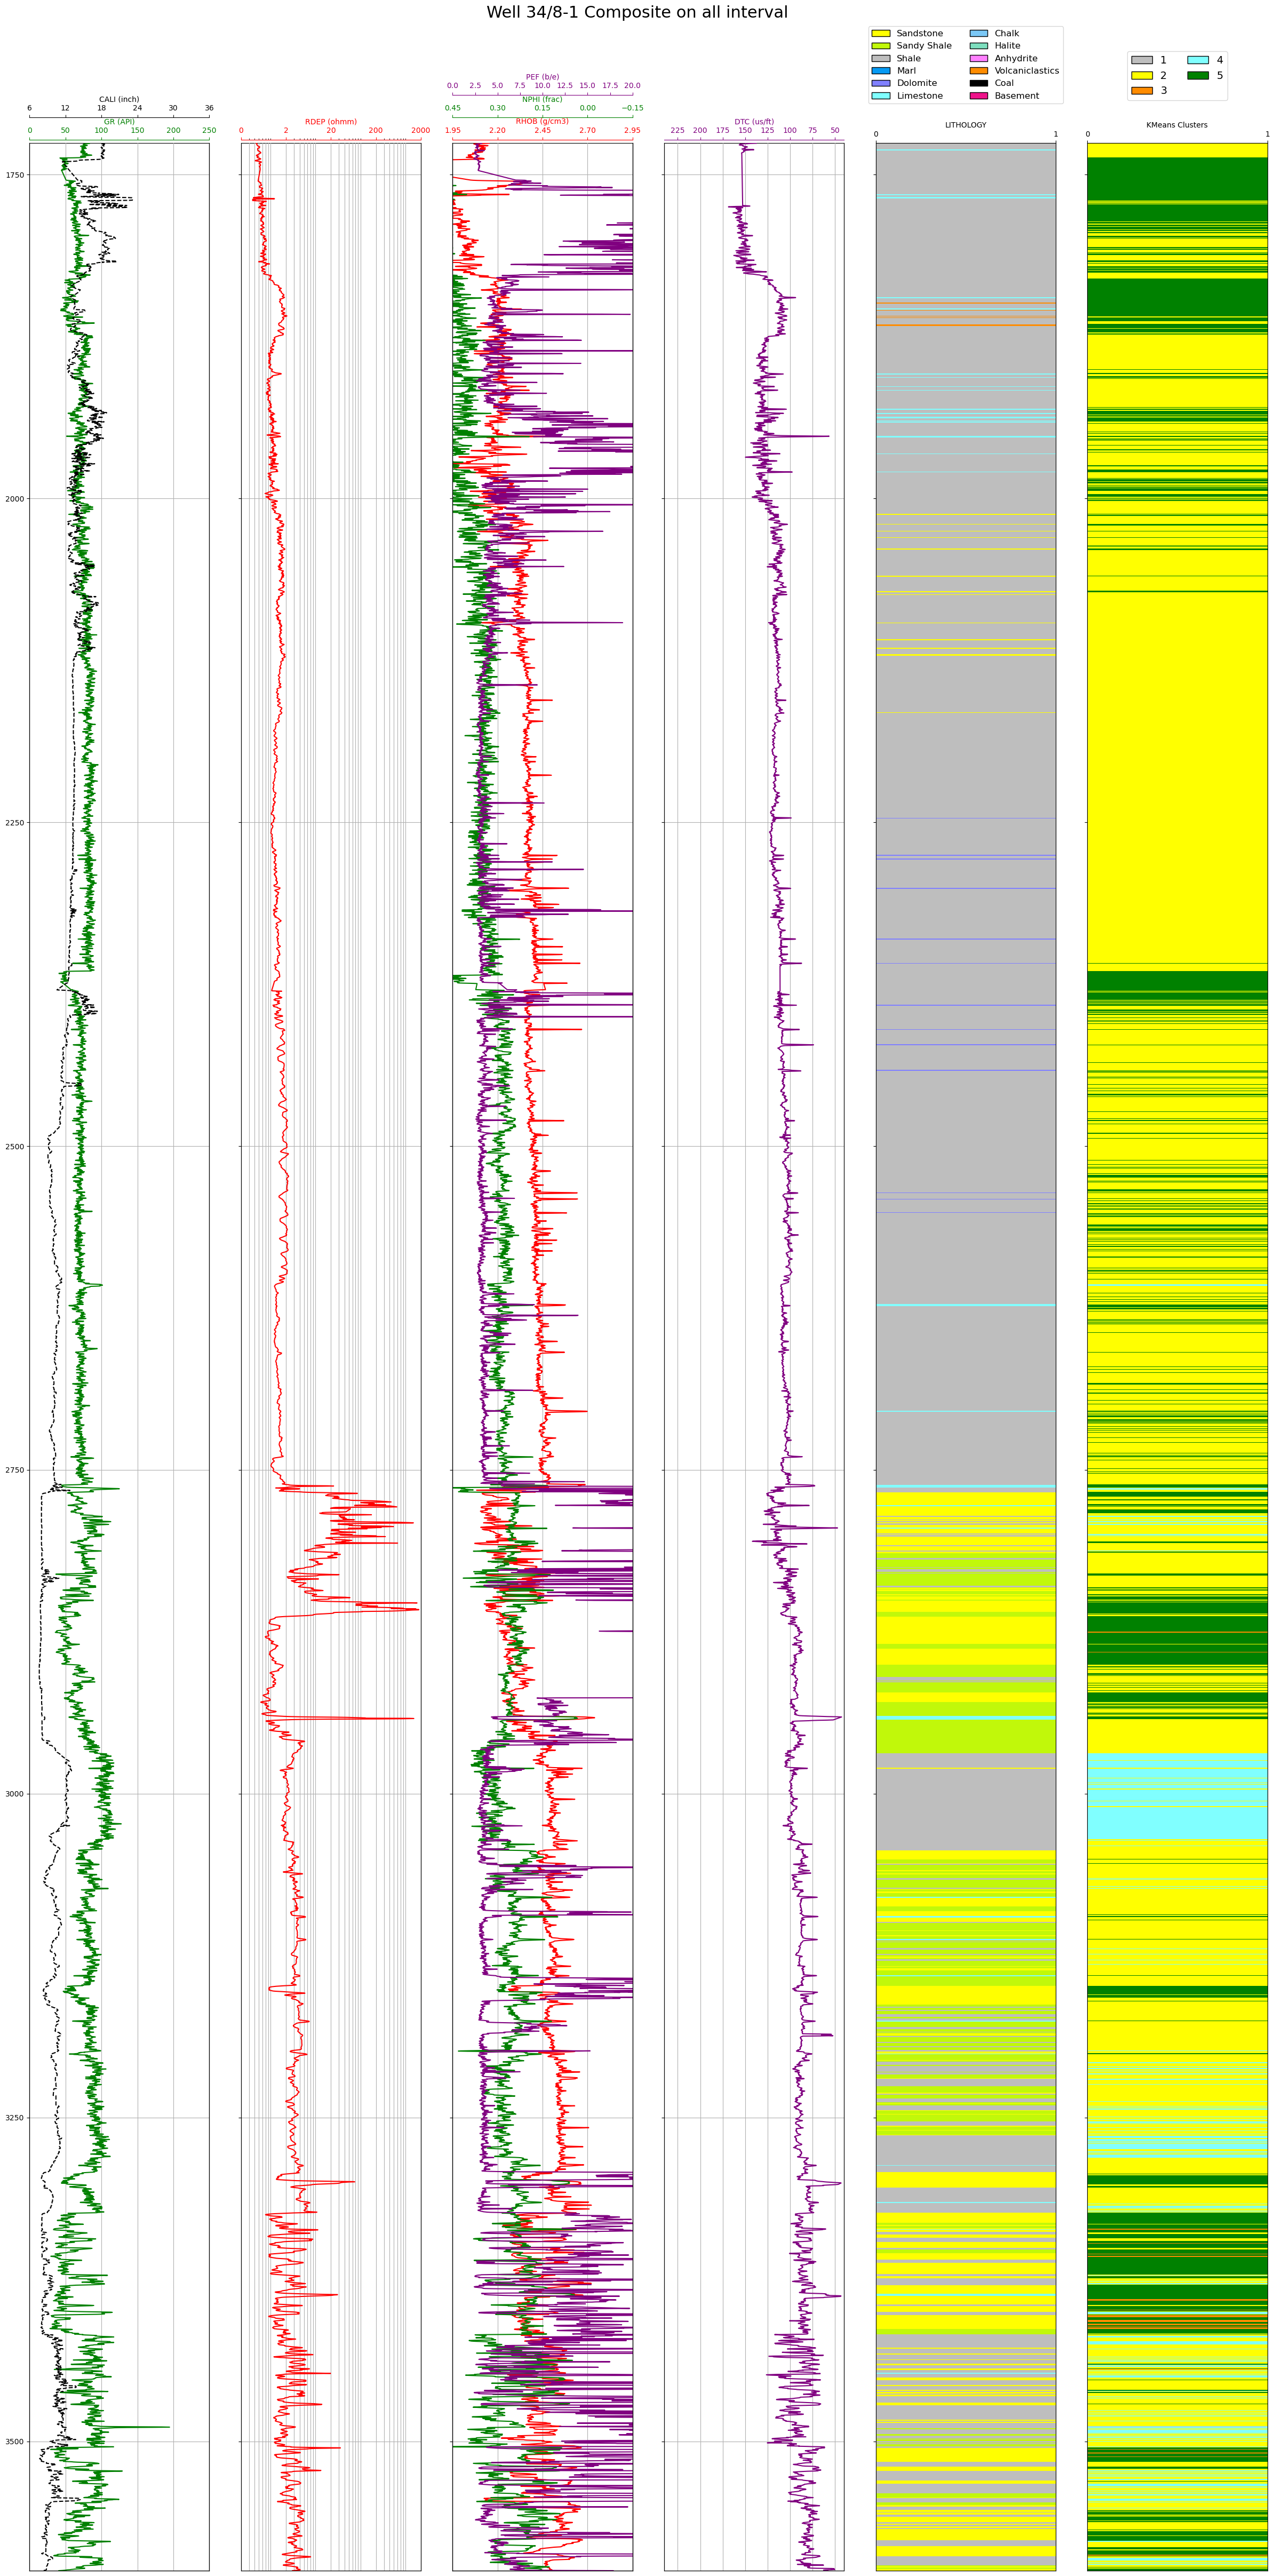 Well 34/8-1 Composite on all interval
Sandstone
Sandy Shale
Shale
Marl
Dolomite
Limestone
Chalk
Halite
Anhydrite
Volcaniclastics
Coal
Basement
1
2
3
4
5
CALI (inch)
6 12 18 24 30 36
GR (API)
0 50 100 150 200 250
RDEP (ohmm)
0 2 20 200 2000
PEF (b/e)
0.0 2.5 5.0 7.5 10.0 12.5 15.0 17.5 20.0
NPHI (frac)
0.45 0.30 0.15 0.00 −0.15
RHOB (g/cm3)
1.95 2.20 2.45 2.70 2.95
DTC (us/ft)
225 200 175 150 125 100 75 50
LITHOLOGY
0 1
KMeans Clusters
0 1
1750
2000
2250
2500
2750
3000
3250
3500